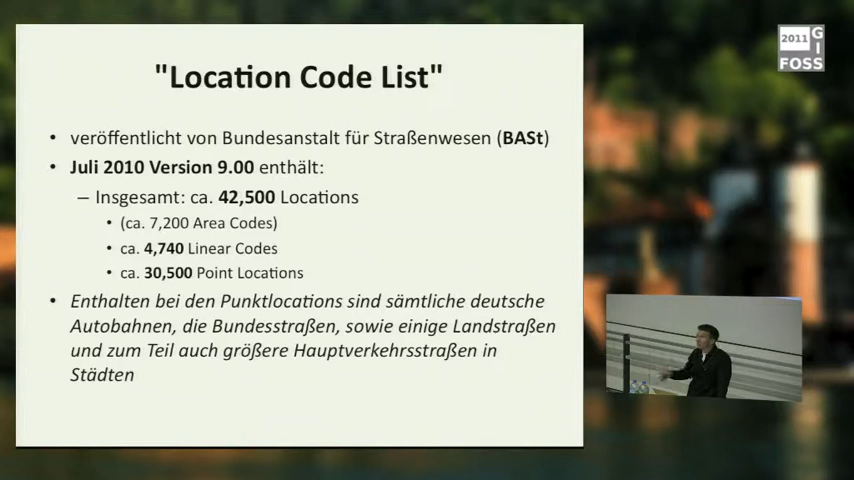 "Location Code List"
• veröffentlicht von Bundesanstalt für Straßenwesen (BASt)
• Juli 2010 Version 9.00 enthält:
– Insgesamt: ca. 42,500 Locations
• (ca. 7,200 Area Codes)
• ca. 4,740 Linear Codes
• ca. 30,500 Point Locations
• Enthalten bei den Punktlocations sind sämtliche deutsche
Autobahnen, die Bundesstraßen, sowie einige Landstraßen
und zum Teil auch größere Hauptverkehrsstraßen in
Städten
2011 G
I
FOSS